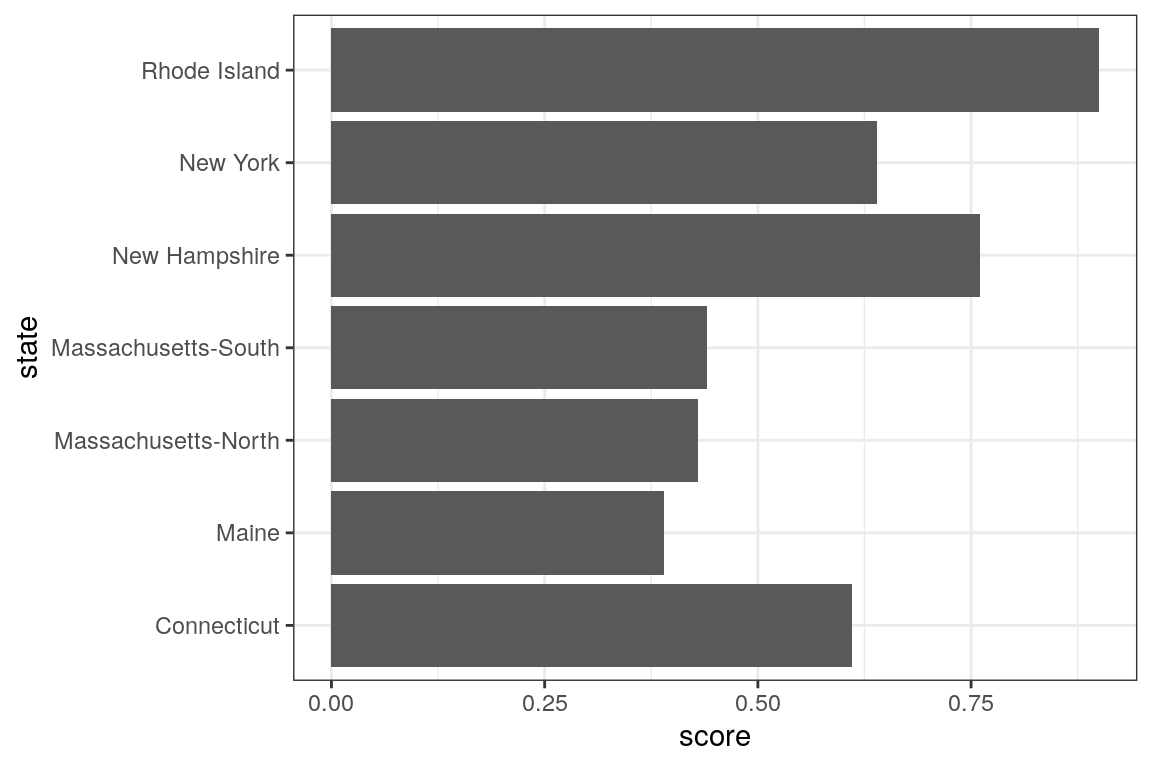 Rhode Island
New York
New Hampshire
Massachusetts-South
Massachusetts-North
Maine
Connecticut
state
0.00 0.25 0.50 0.75
score